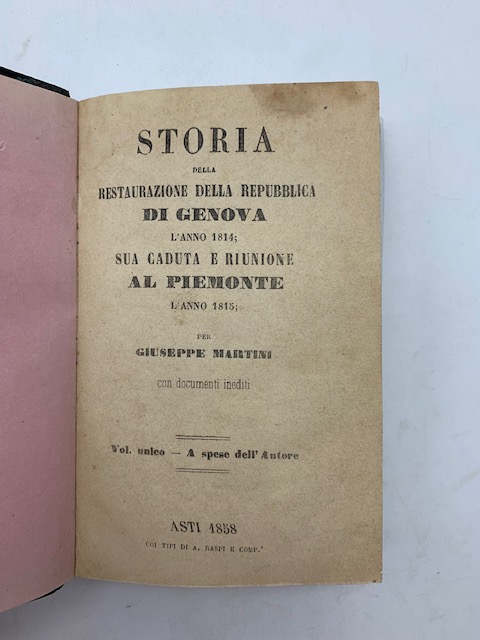 STORIA
DELLA
RESTAURAZIONE DELLA REPUBBLICA
DI GENOVA
L'ANNO 1814;
SUA CADUTA E RIUNIONE
AL PIEMONTE
L'ANNO 1815;
PER
GIUSEPPE MARTINI
con documenti inediti
Vol. unico — A spese dell'Autore
ASTI 1858
COI TIPI DI A. RASPI E COMP.